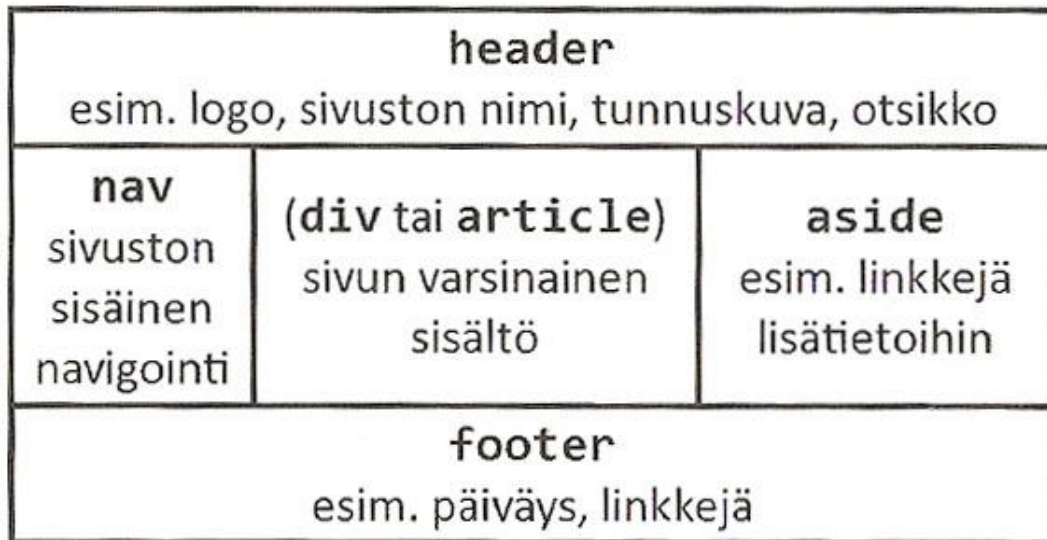 header
esim. logo, sivuston nimi, tunnuskuva, otsikko
nav
sivuston
sisäinen
navigointi
(div tai article)
sivun varsinainen
sisältö
aside
esim. linkkejä
lisätietoihin
footer
esim. päiväys, linkkejä